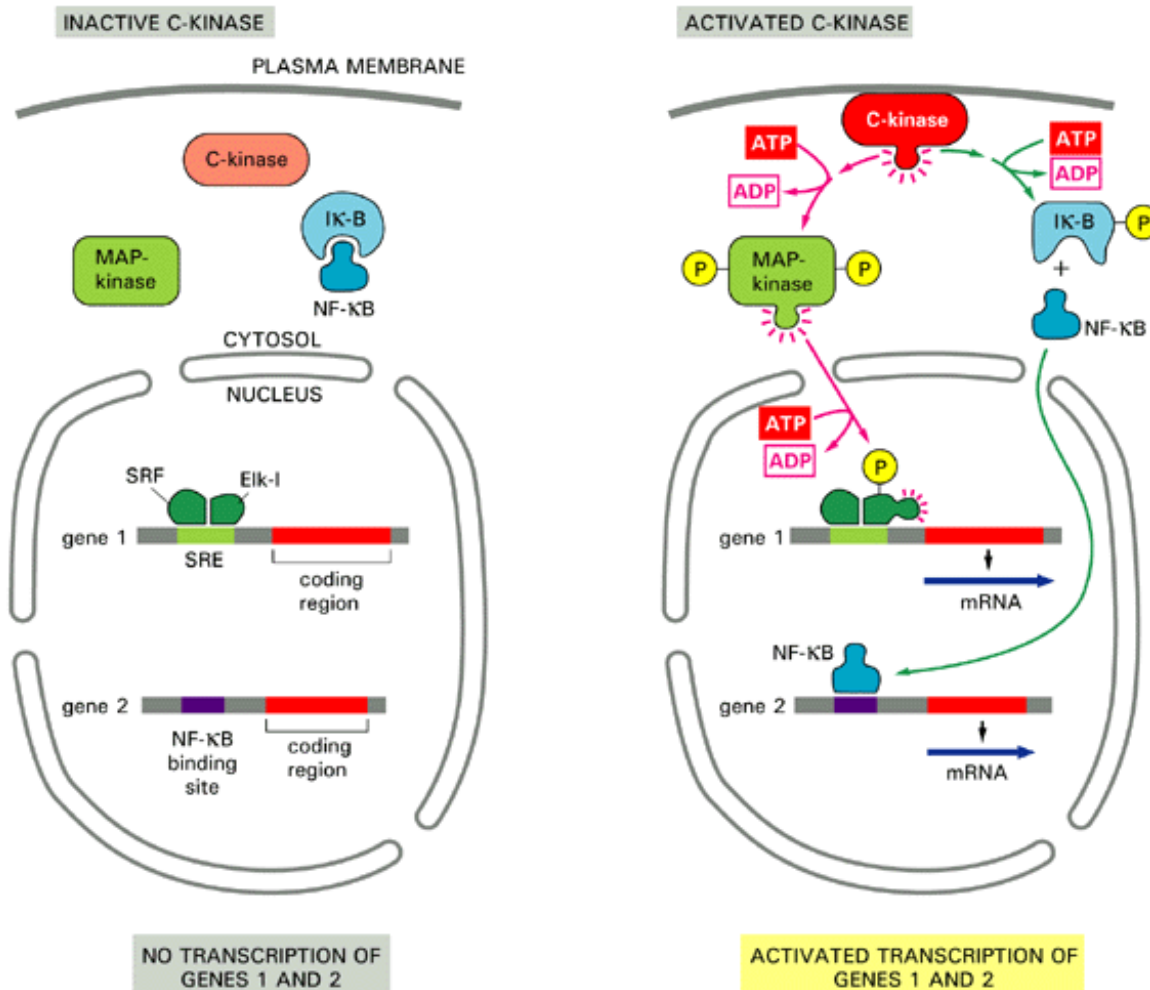 INACTIVE C-KINASE
PLASMA MEMBRANE
C-kinase
Iκ-B
MAP-
kinase
NF-κB
CYTOSOL
NUCLEUS
SRF
Elk-I
gene 1
SRE
coding
region
gene 2
NF-κB
binding
site
coding
region
NO TRANSCRIPTION OF
GENES 1 AND 2
ACTIVATED C-KINASE
C-kinase
ATP
ADP
ATP
ADP
Iκ-B
P
+
NF-κB
P
MAP-
kinase
P
ATP
ADP
P
gene 1
mRNA
NF-κB
gene 2
mRNA
ACTIVATED TRANSCRIPTION OF
GENES 1 AND 2